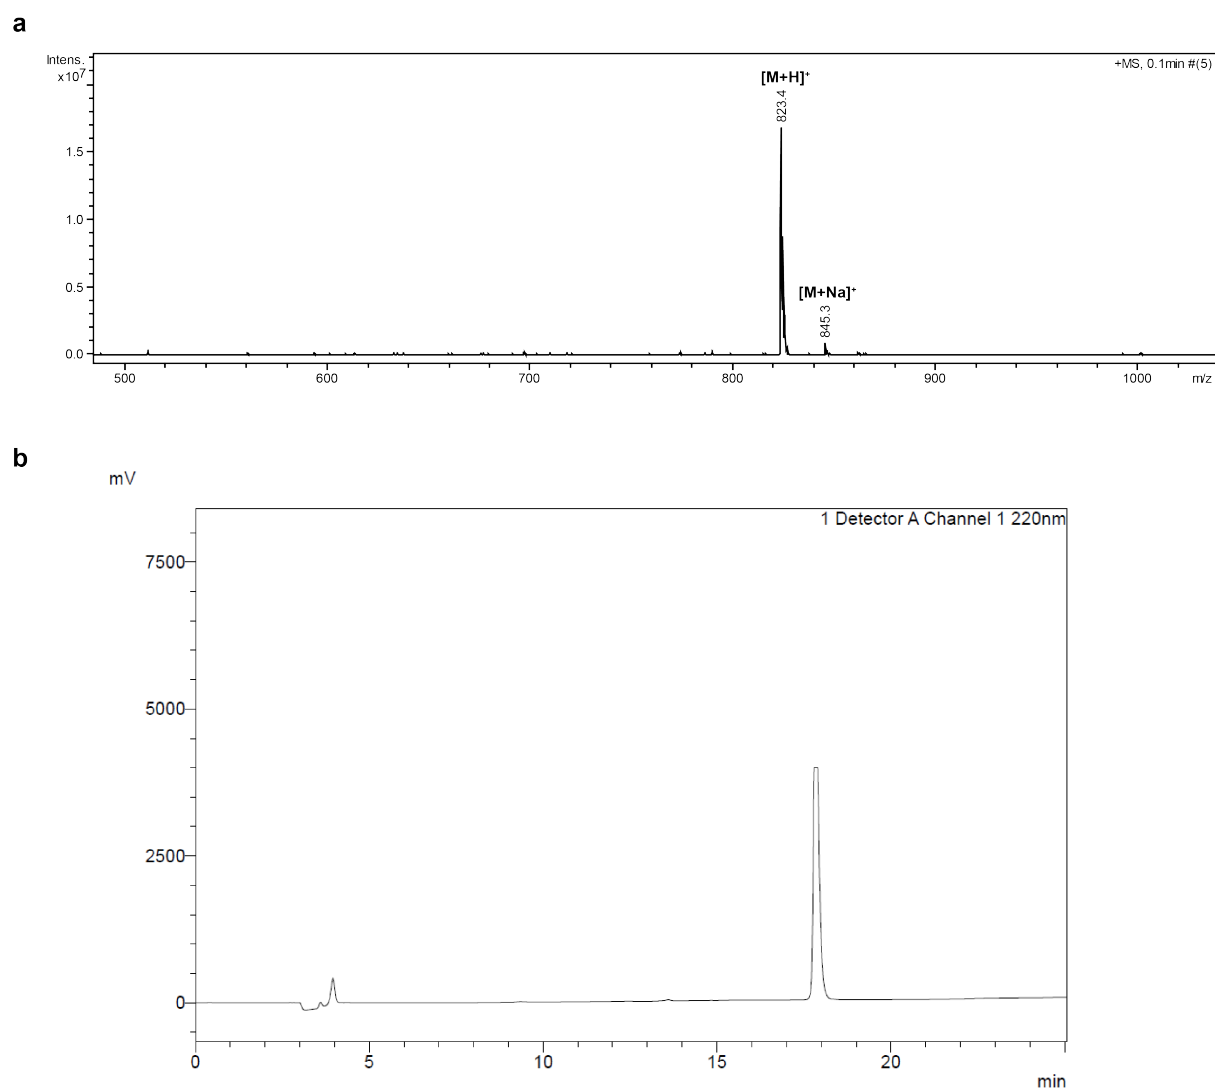 a
Intens.
x10⁷
+MS, 0.1min #(5)
[M+H]⁺
823.4
1.5
1.0
[M+Na]⁺
845.3
0.5
0.0
500 600 700 800 900 1000 m/z
b
mV
1 Detector A Channel 1 220nm
7500
5000
2500
0
0 5 10 15 20
min